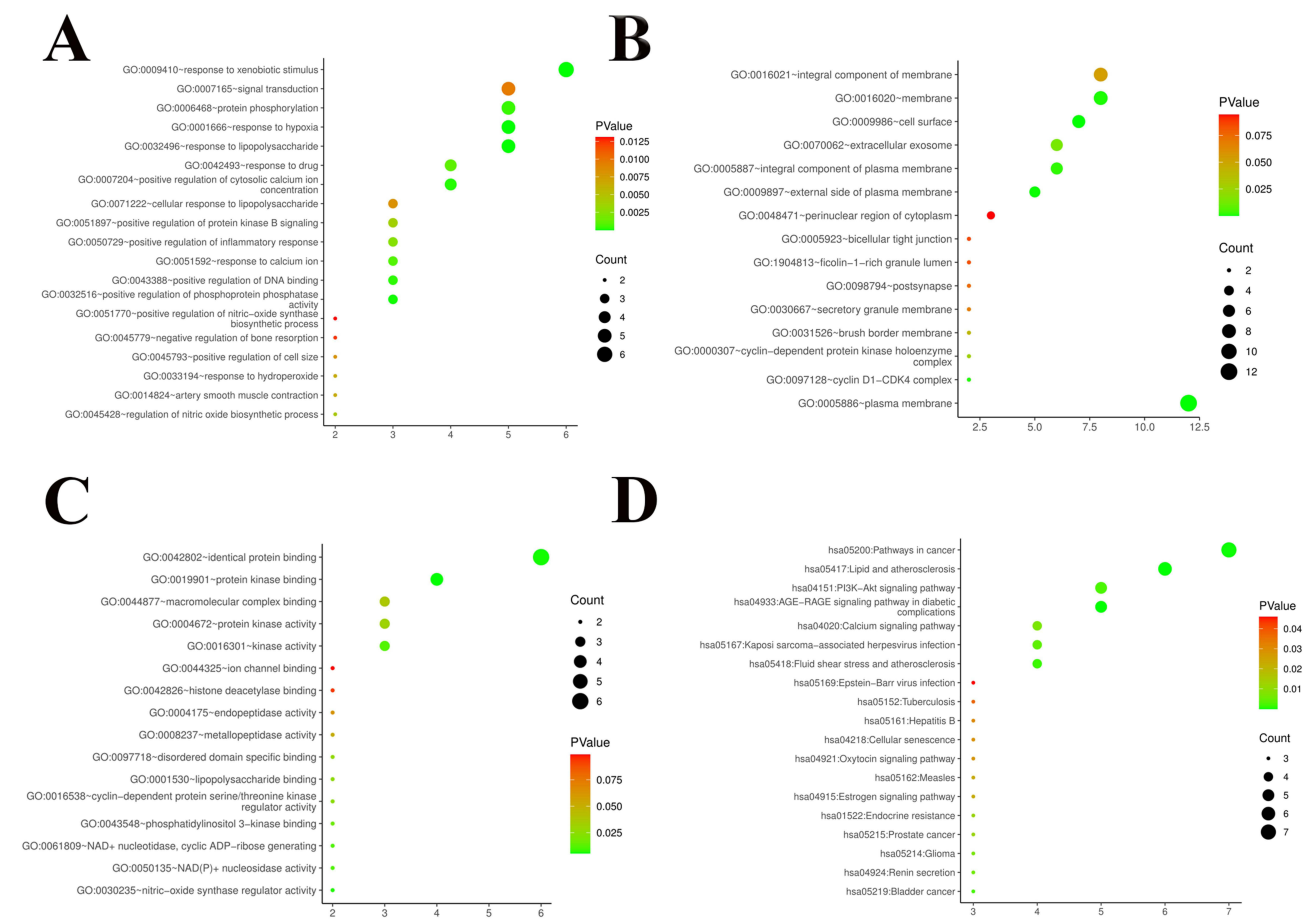 A
GO:0009410~response to xenobiotic stimulus
GO:0007165~signal transduction
GO:0006468~protein phosphorylation
GO:0001666~response to hypoxia
GO:0032496~response to lipopolysaccharide
GO:0042493~response to drug
GO:0007204~positive regulation of cytosolic calcium ion
concentration
GO:0071222~cellular response to lipopolysaccharide
GO:0051897~positive regulation of protein kinase B signaling
GO:0050729~positive regulation of inflammatory response
GO:0051592~response to calcium ion
GO:0043388~positive regulation of DNA binding
GO:0032516~positive regulation of phosphoprotein phosphatase
activity
GO:0051770~positive regulation of nitric−oxide synthase
biosynthetic process
GO:0045779~negative regulation of bone resorption
GO:0045793~positive regulation of cell size
GO:0033194~response to hydroperoxide
GO:0014824~artery smooth muscle contraction
GO:0045428~regulation of nitric oxide biosynthetic process
2 3 4 5 6
PValue
0.0125
0.0100
0.0075
0.0050
0.0025
Count
2
3
4
5
6
B
GO:0016021~integral component of membrane
GO:0016020~membrane
GO:0009986~cell surface
GO:0070062~extracellular exosome
GO:0005887~integral component of plasma membrane
GO:0009897~external side of plasma membrane
GO:0048471~perinuclear region of cytoplasm
GO:0005923~bicellular tight junction
GO:1904813~ficolin−1−rich granule lumen
GO:0098794~postsynapse
GO:0030667~secretory granule membrane
GO:0031526~brush border membrane
GO:0000307~cyclin−dependent protein kinase holoenzyme
complex
GO:0097128~cyclin D1−CDK4 complex
GO:0005886~plasma membrane
2.5 5.0 7.5 10.0 12.5
PValue
0.075
0.050
0.025
Count
2
4
6
8
10
12
C
GO:0042802~identical protein binding
GO:0019901~protein kinase binding
GO:0044877~macromolecular complex binding
GO:0004672~protein kinase activity
GO:0016301~kinase activity
GO:0044325~ion channel binding
GO:0042826~histone deacetylase binding
GO:0004175~endopeptidase activity
GO:0008237~metallopeptidase activity
GO:0097718~disordered domain specific binding
GO:0001530~lipopolysaccharide binding
GO:0016538~cyclin−dependent protein serine/threonine kinase
regulator activity
GO:0043548~phosphatidylinositol 3−kinase binding
GO:0061809~NAD+ nucleotidase, cyclic ADP−ribose generating
GO:0050135~NAD(P)+ nucleosidase activity
GO:0030235~nitric−oxide synthase regulator activity
2 3 4 5 6
Count
2
3
4
5
6
PValue
0.075
0.050
0.025
D
hsa05200:Pathways in cancer
hsa05417:Lipid and atherosclerosis
hsa04151:PI3K−Akt signaling pathway
hsa04933:AGE−RAGE signaling pathway in diabetic
complications
hsa04020:Calcium signaling pathway
hsa05167:Kaposi sarcoma−associated herpesvirus infection
hsa05418:Fluid shear stress and atherosclerosis
hsa05169:Epstein−Barr virus infection
hsa05152:Tuberculosis
hsa05161:Hepatitis B
hsa04218:Cellular senescence
hsa04921:Oxytocin signaling pathway
hsa05162:Measles
hsa04915:Estrogen signaling pathway
hsa01522:Endocrine resistance
hsa05215:Prostate cancer
hsa05214:Glioma
hsa04924:Renin secretion
hsa05219:Bladder cancer
3 4 5 6 7
PValue
0.04
0.03
0.02
0.01
Count
3
4
5
6
7